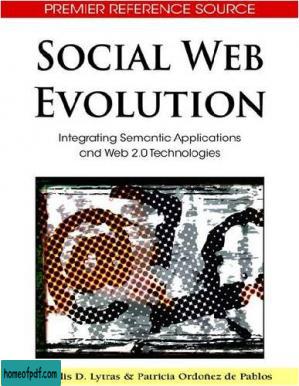 PREMIER REFERENCE SOURCE
SOCIAL WEB
EVOLUTION
Integrating Semantic Applications
and Web 2.0 Technologies
D. Lytras & Patricia Ordoñez de Pablos
homeofpdf.com